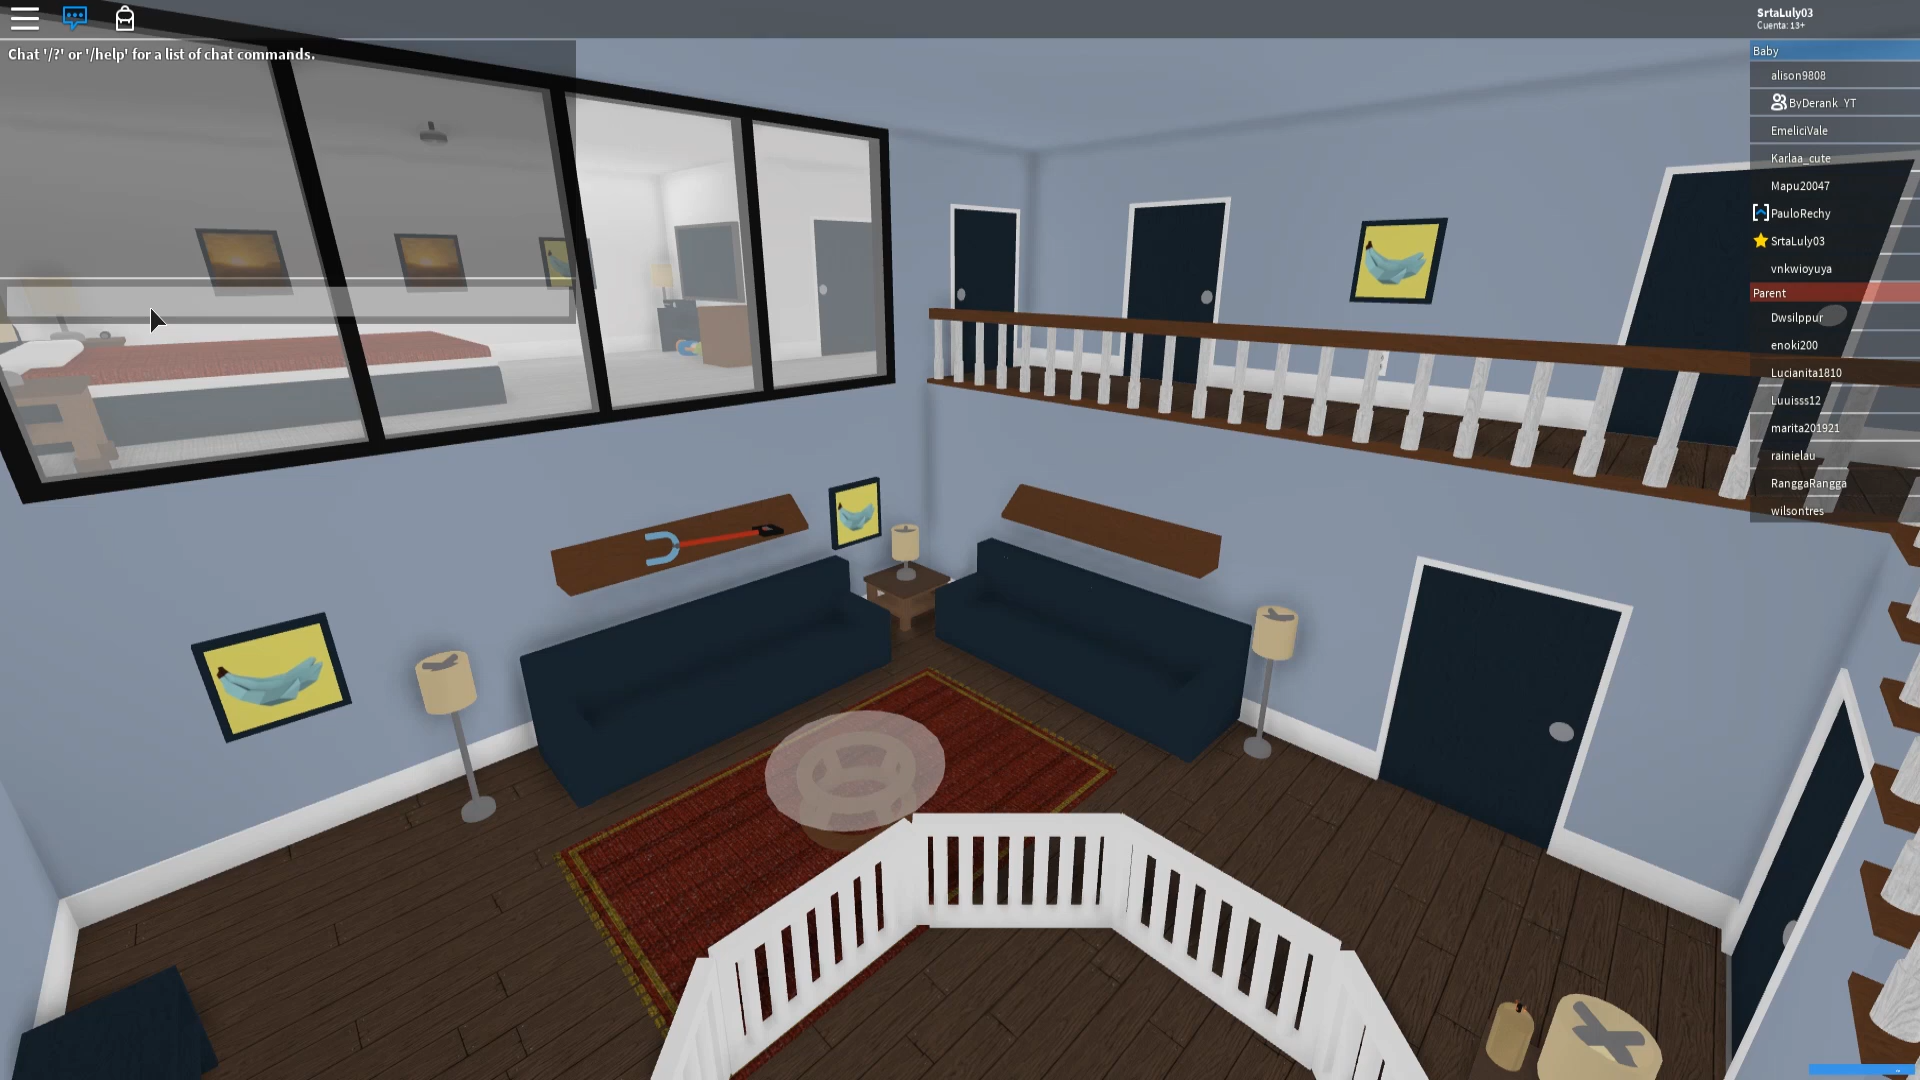 SrtaLuly03
Cuenta: 13+
Chat '/?' or '/help' for a list of chat commands.
Baby
alison9808
ByDerank_YT
EmeliciVale
Karlaa_cute
Mapu20047
PauloRechy
SrtaLuly03
vnkwioyuya
Parent
Dwsilppur
enoki200
Lucianita1810
Luuisss12
marita201921
rainielau
RanggaRangga
wilsontres